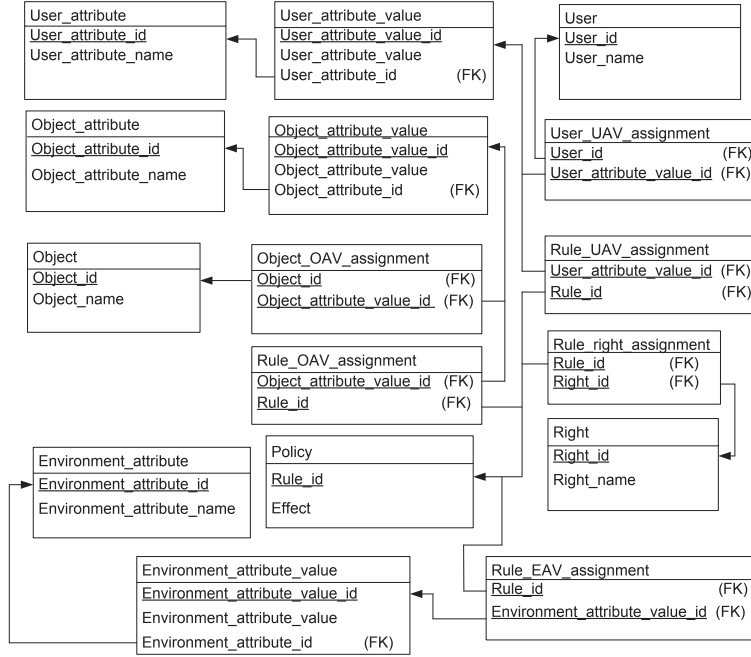 User_attribute
User_attribute_id
User_attribute_name
User_attribute_value
User_attribute_value_id
User_attribute_value
User_attribute_id (FK)
User
User_id
User_name
Object_attribute
Object_attribute_id
Object_attribute_name
Object_attribute_value
Object_attribute_value_id
Object_attribute_value
Object_attribute_id (FK)
User_UAV_assignment
User_id (FK)
User_attribute_value_id (FK)
Object
Object_id
Object_name
Object_OAV_assignment
Object_id (FK)
Object_attribute_value_id (FK)
Rule_UAV_assignment
User_attribute_value_id (FK)
Rule_id (FK)
Rule_OAV_assignment
Object_attribute_value_id (FK)
Rule_id (FK)
Rule_right_assignment
Rule_id (FK)
Right_id (FK)
Environment_attribute
Environment_attribute_id
Environment_attribute_name
Policy
Rule_id
Effect
Right
Right_id
Right_name
Environment_attribute_value
Environment_attribute_value_id
Environment_attribute_value
Environment_attribute_id (FK)
Rule_EAV_assignment
Rule_id (FK)
Environment_attribute_value_id (FK)